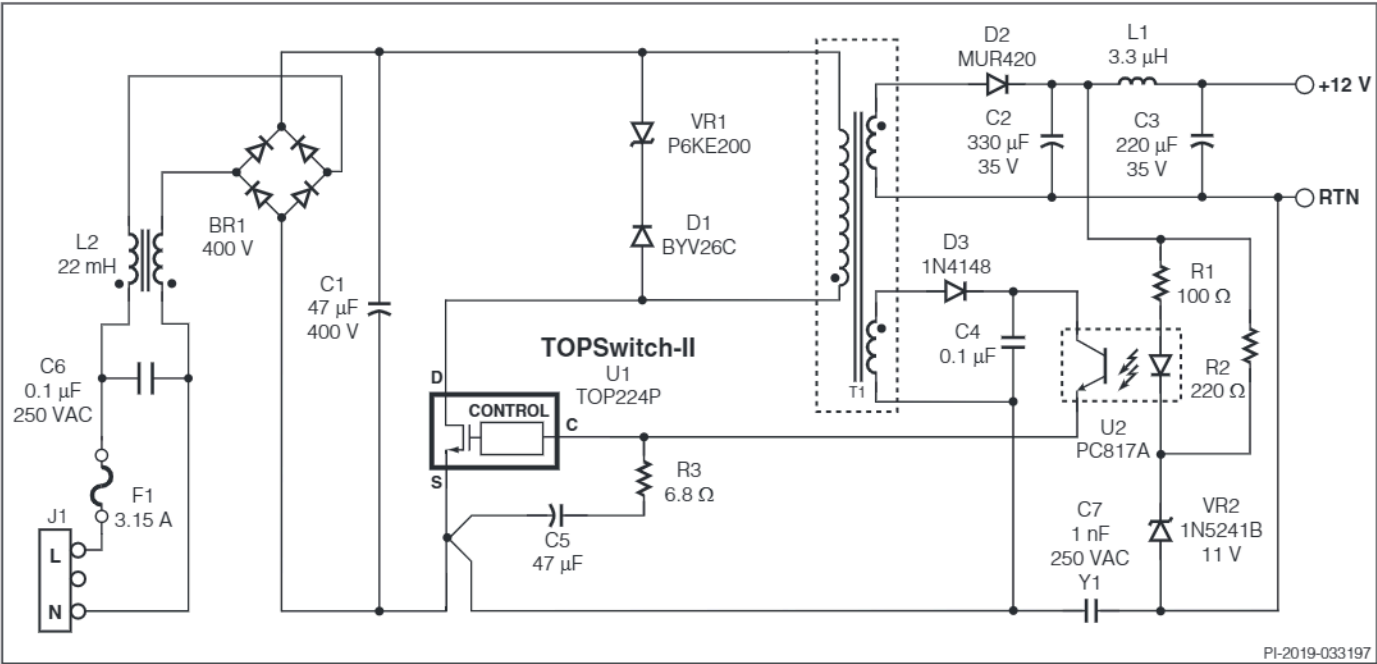 D2
MUR420
L1
3.3 µH
+12 V
C2
330 µF
35 V
C3
220 µF
35 V
RTN
VR1
P6KE200
D1
BYV26C
BR1
400 V
L2
22 mH
C1
47 µF
400 V
D3
1N4148
C4
0.1 µF
R1
100 Ω
R2
220 Ω
T1
TOPSwitch-II
U1
TOP224P
D
CONTROL
C
S
U2
PC817A
C6
0.1 µF
250 VAC
R3
6.8 Ω
C5
47 µF
F1
3.15 A
J1
L
N
C7
1 nF
250 VAC
Y1
VR2
1N5241B
11 V
PI-2019-033197